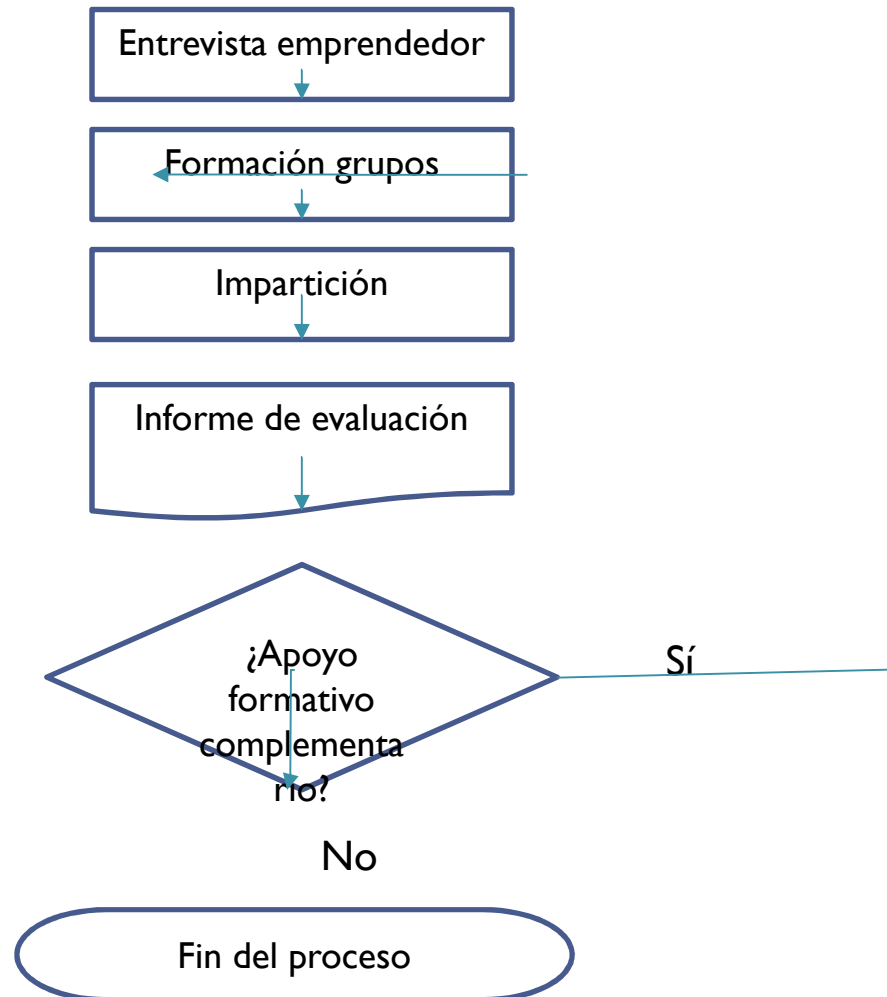 Entrevista emprendedor
Formación grupos
Impartición
Informe de evaluación
¿Apoyo
formativo
complementa
rio?
Sí
No
Fin del proceso